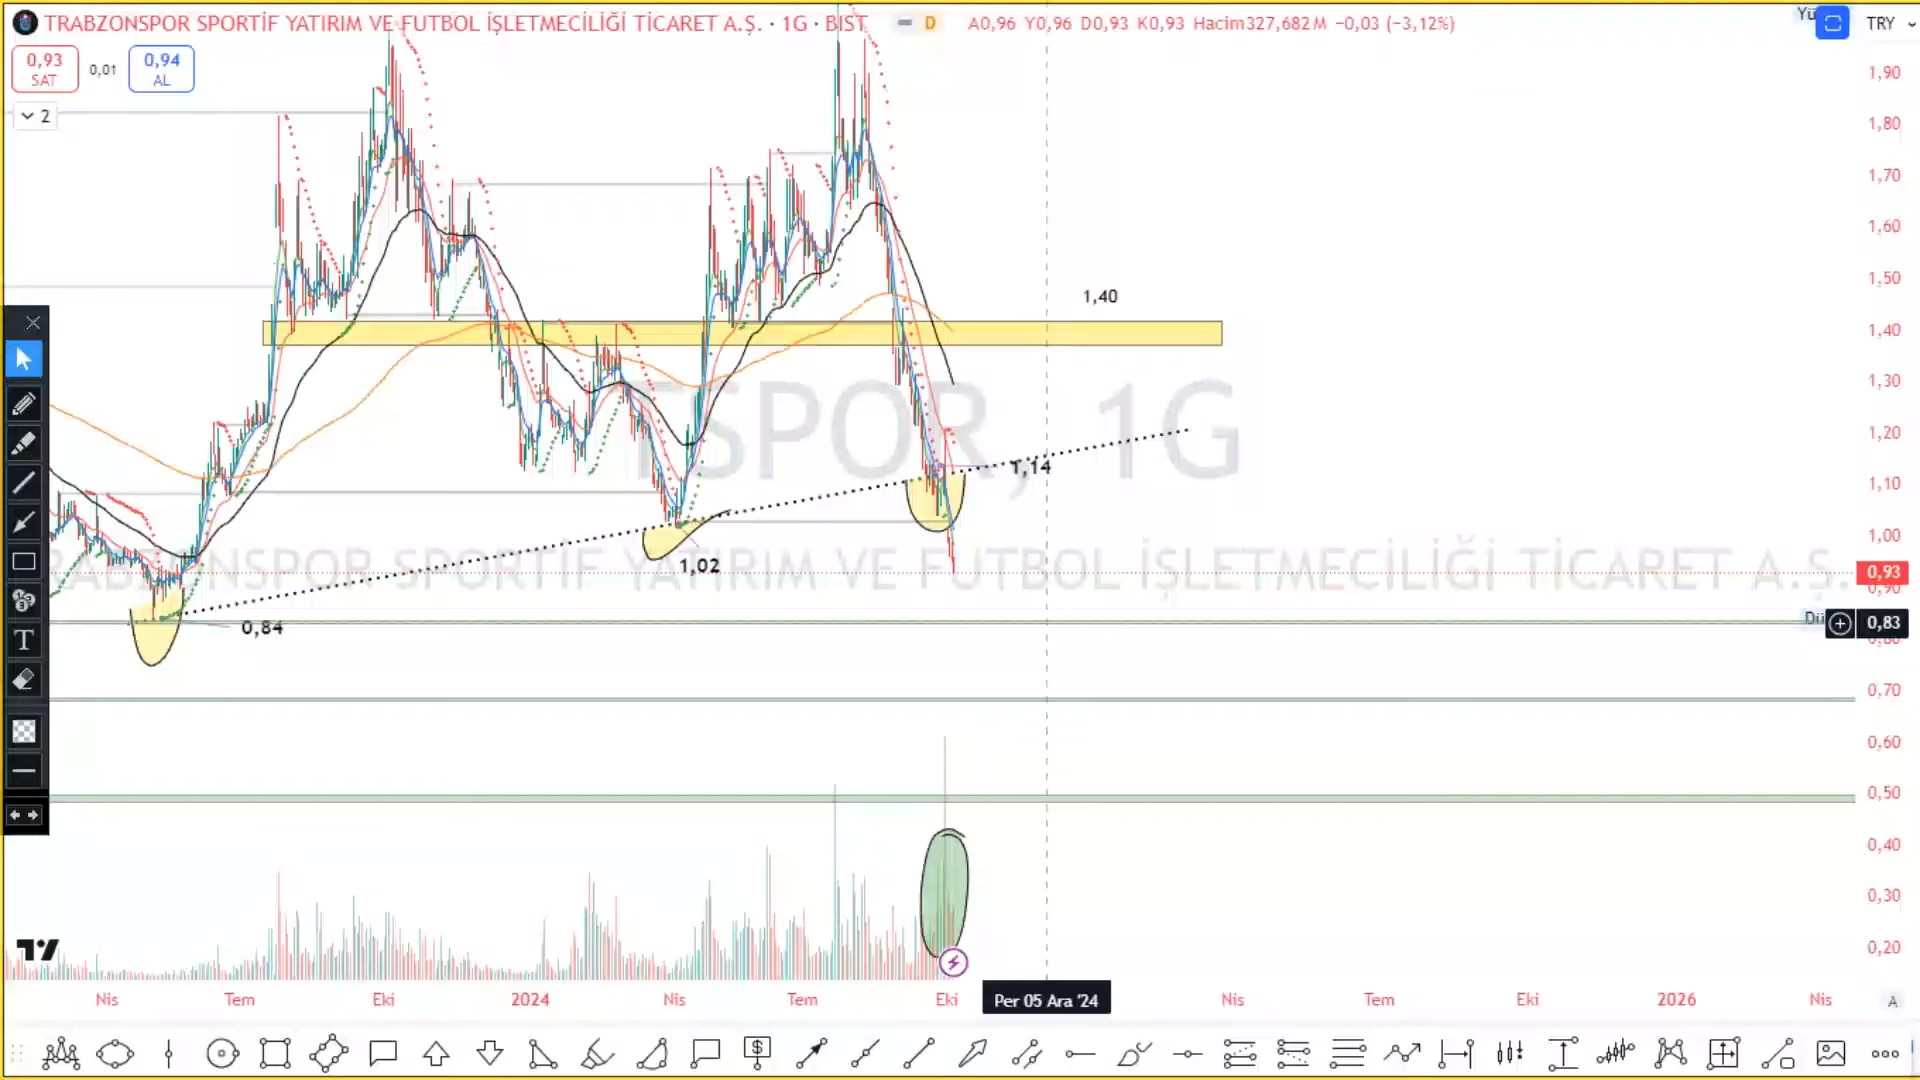 TRABZONSPOR SPORTİF YATIRIM VE FUTBOL İŞLETMECİLİĞİ TİCARET A.Ş. · 1G · BIST
D
A0,96 Y0,96 D0,93 K0,93 Hacim327,682M −0,03 (−3,12%)
TRY
0,93
SAT
0,01
0,94
AL
2
1,90
1,80
1,70
1,60
1,50
1,40
1,40
1,30
1,20
1,14
1,10
1,00
1,02
0,93
0,90
0,84
0,83
0,80
0,70
0,60
0,50
0,40
0,30
0,20
TSPOR, 1G
TRABZONSPOR SPORTİF YATIRIM VE FUTBOL İŞLETMECİLİĞİ TİCARET A.Ş.
T
Nis
Tem
Eki
2024
Nis
Tem
Eki
Per 05 Ara '24
Nis
Tem
Eki
2026
Nis
A